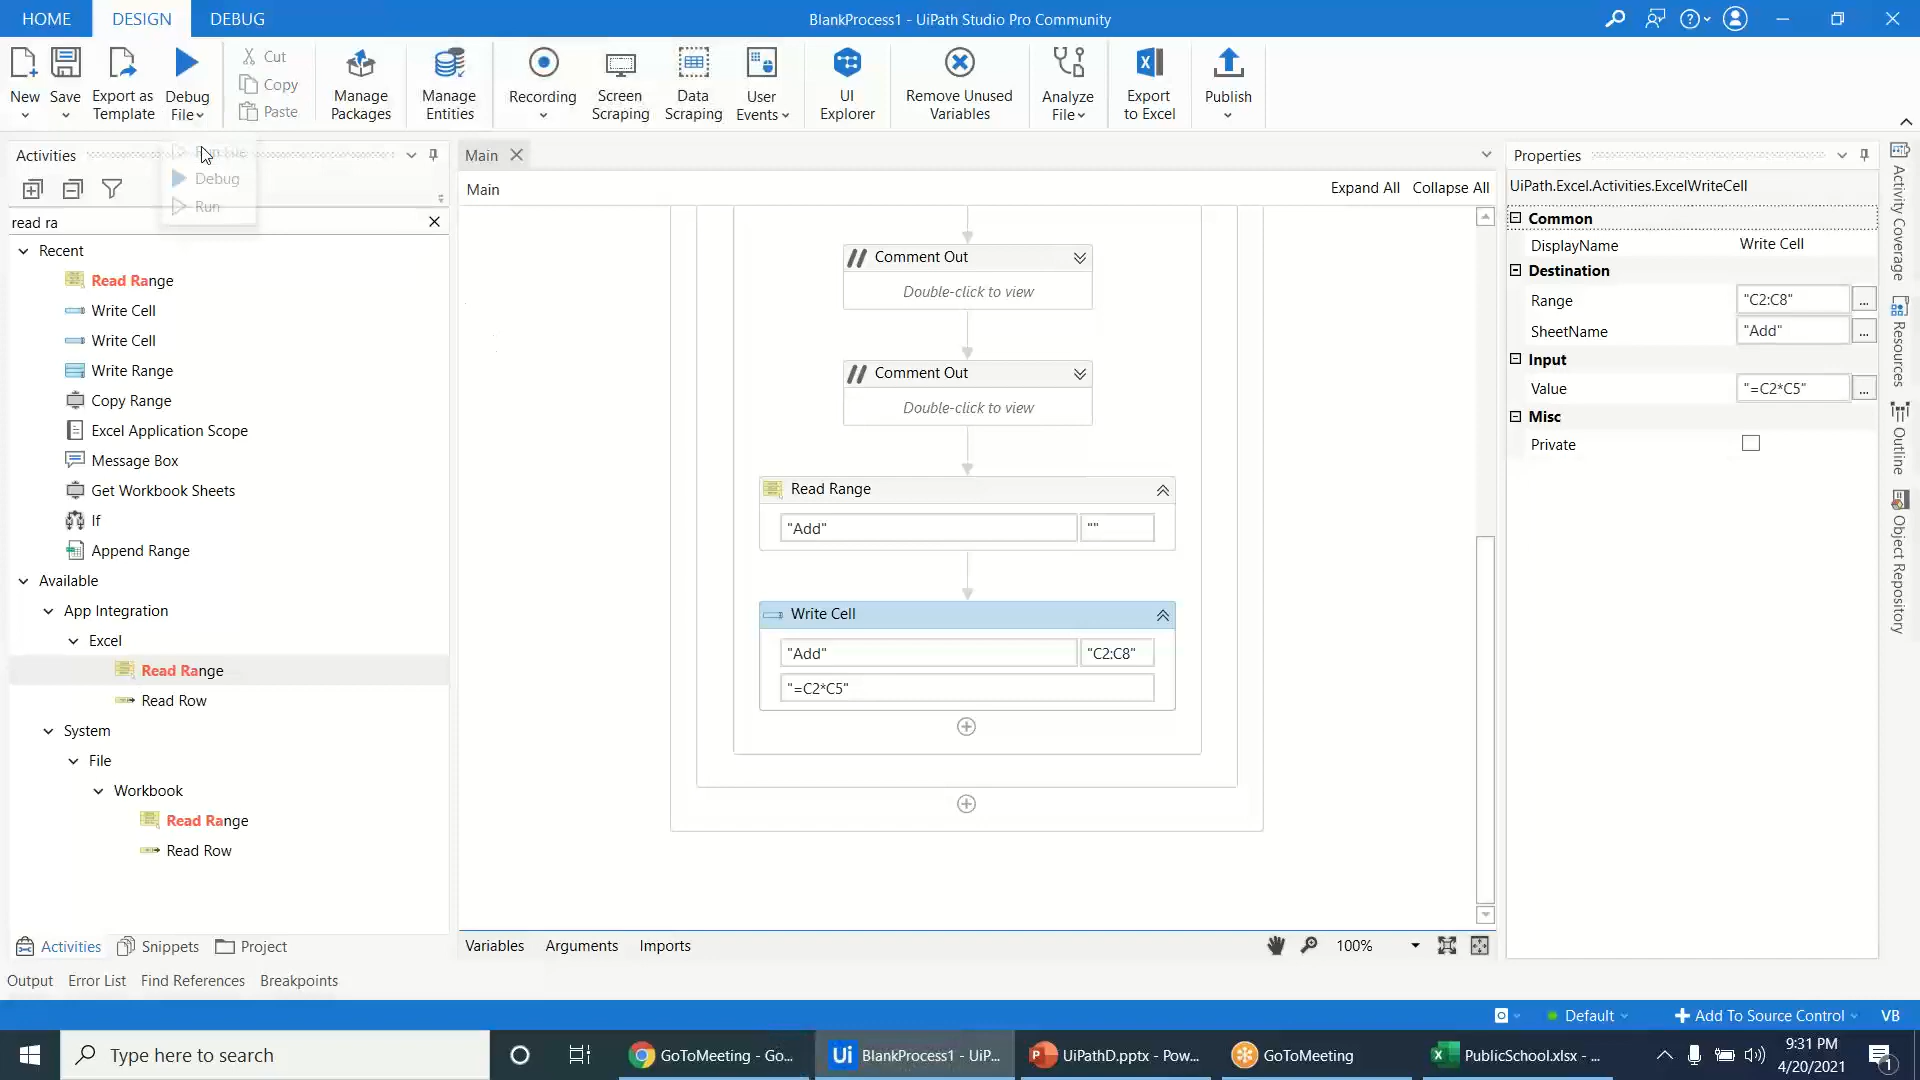 HOME
DESIGN
DEBUG
BlankProcess1 - UiPath Studio Pro Community
New
Save
Export as
Template
Debug
File
Cut
Copy
Paste
Manage
Packages
Manage
Entities
Recording
Screen
Scraping
Data
Scraping
User
Events
UI
Explorer
Remove Unused
Variables
Analyze
File
Export
to Excel
Publish
Activities
Debug
Run
read ra
Recent
Read Range
Write Cell
Write Cell
Write Range
Copy Range
Excel Application Scope
Message Box
Get Workbook Sheets
If
Append Range
Available
App Integration
Excel
Read Range
Read Row
System
File
Workbook
Read Range
Read Row
Activities
Snippets
Project
Output
Error List
Find References
Breakpoints
Main
Main
Expand All
Collapse All
Comment Out
Double-click to view
Comment Out
Double-click to view
Read Range
"Add"
""
Write Cell
"Add"
"C2:C8"
"=C2*C5"
Variables
Arguments
Imports
100%
Properties
UiPath.Excel.Activities.ExcelWriteCell
Common
DisplayName
Write Cell
Destination
Range
"C2:C8"
...
SheetName
"Add"
...
Input
Value
"=C2*C5"
...
Misc
Private
Activity Coverage
Resources
Outline
Object Repository
Default
Add To Source Control
VB
Type here to search
GoToMeeting - Go...
BlankProcess1 - UiP...
UiPathD.pptx - Pow...
GoToMeeting
PublicSchool.xlsx - ...
9:31 PM
4/20/2021
1